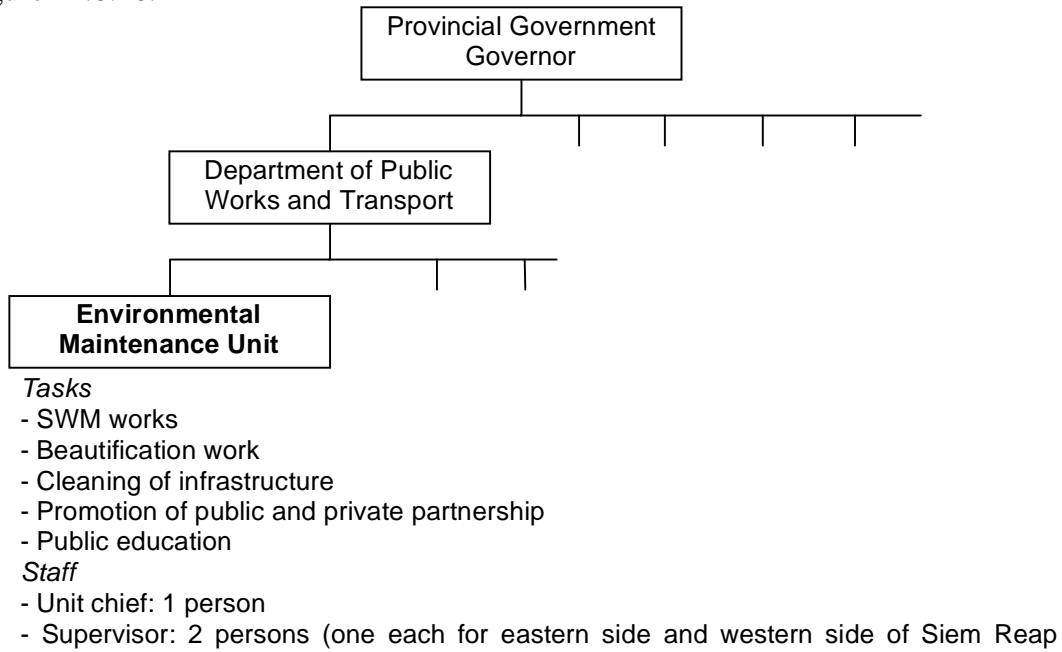 Provincial Government
Governor
Department of Public
Works and Transport
Environmental
Maintenance Unit
Tasks
- SWM works
- Beautification work
- Cleaning of infrastructure
- Promotion of public and private partnership
- Public education
Staff
- Unit chief: 1 person
- Supervisor: 2 persons (one each for eastern side and western side of Siem Reap